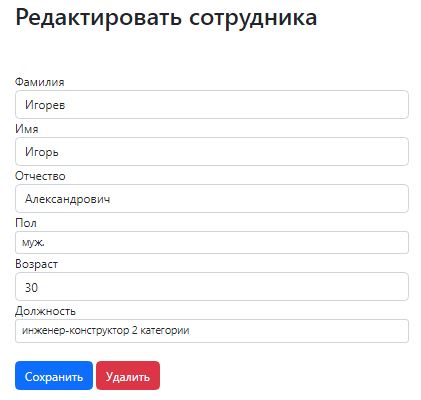 Редактировать сотрудника
Фамилия
Игорев
Имя
Игорь
Отчество
Александрович
Пол
муж.
Возраст
30
Должность
инженер-конструктор 2 категории
Сохранить Удалить